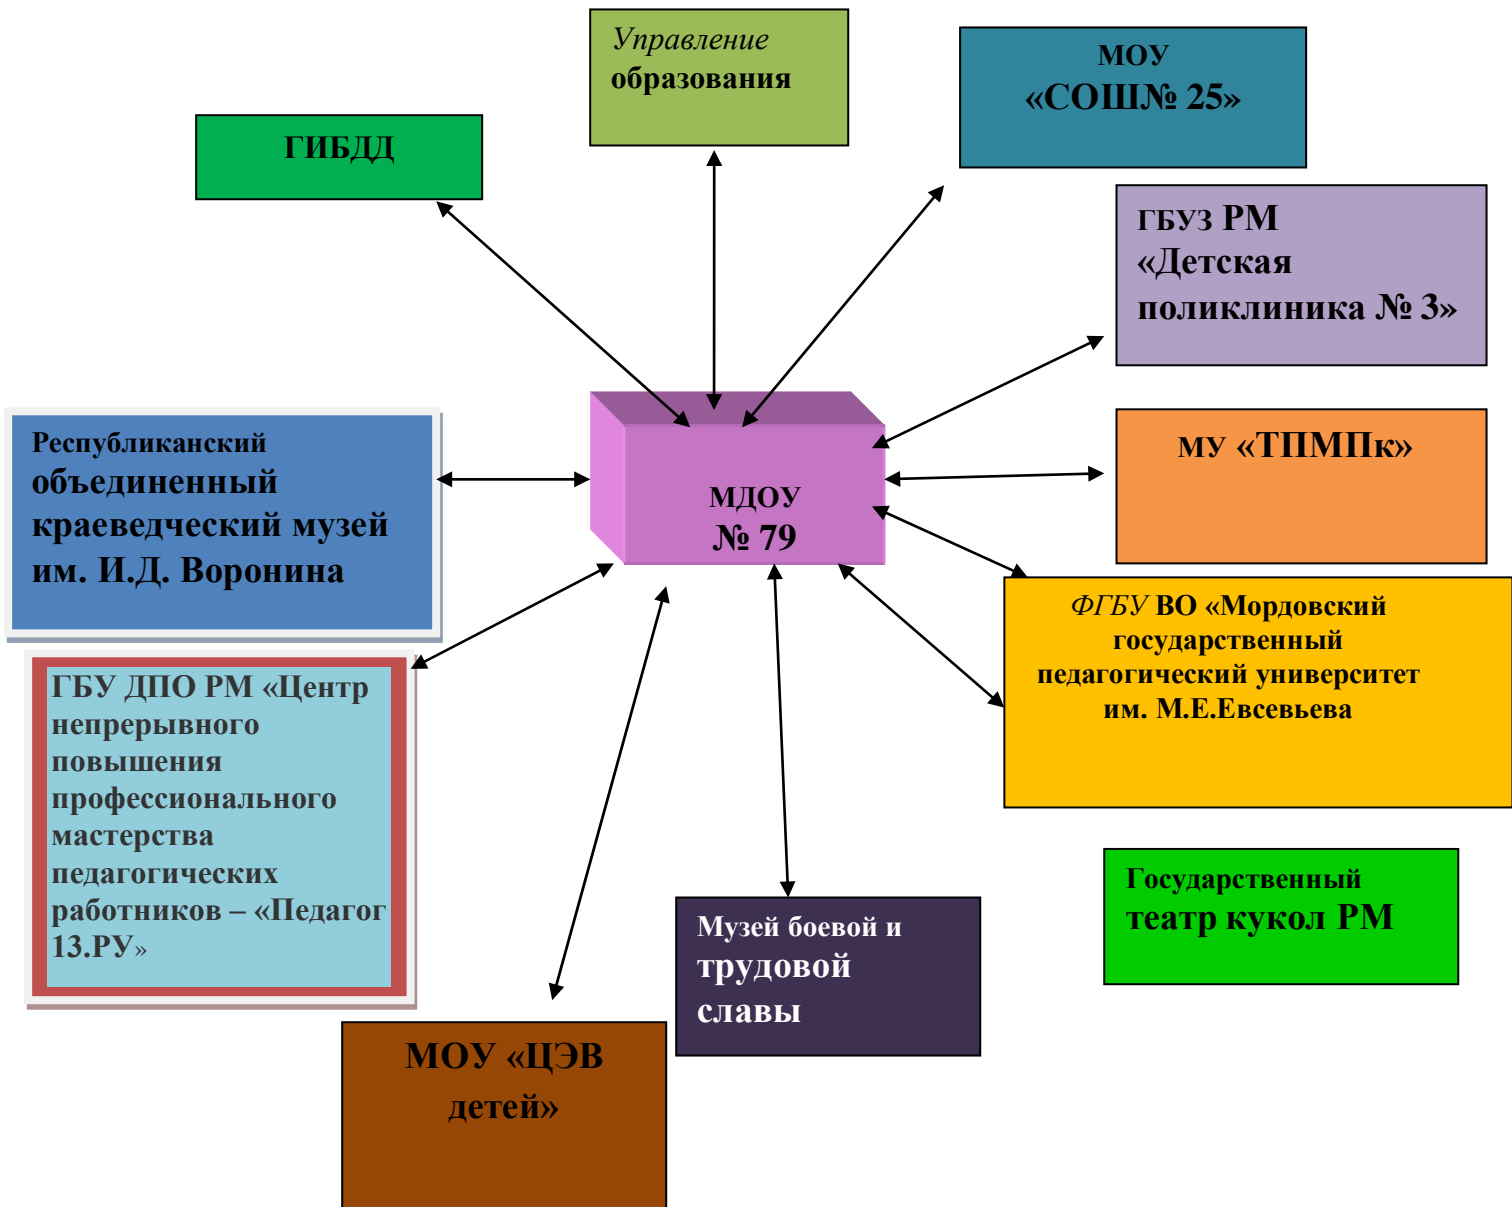 Управление
образования
МОУ
«СОШ№ 25»
ГИБДД
ГБУЗ РМ
«Детская
поликлиника № 3»
Республиканский
объединенный
краеведческий музей
им. И.Д. Воронина
МУ «ТПМПк»
МДОУ
№ 79
ФГБУ ВО «Мордовский
государственный
педагогический университет
им. М.Е.Евсевьева
ГБУ ДПО РМ «Центр
непрерывного
повышения
профессионального
мастерства
педагогических
работников – «Педагог
13.РУ»
Государственный
театр кукол РМ
Музей боевой и
трудовой
славы
МОУ «ЦЭВ
детей»